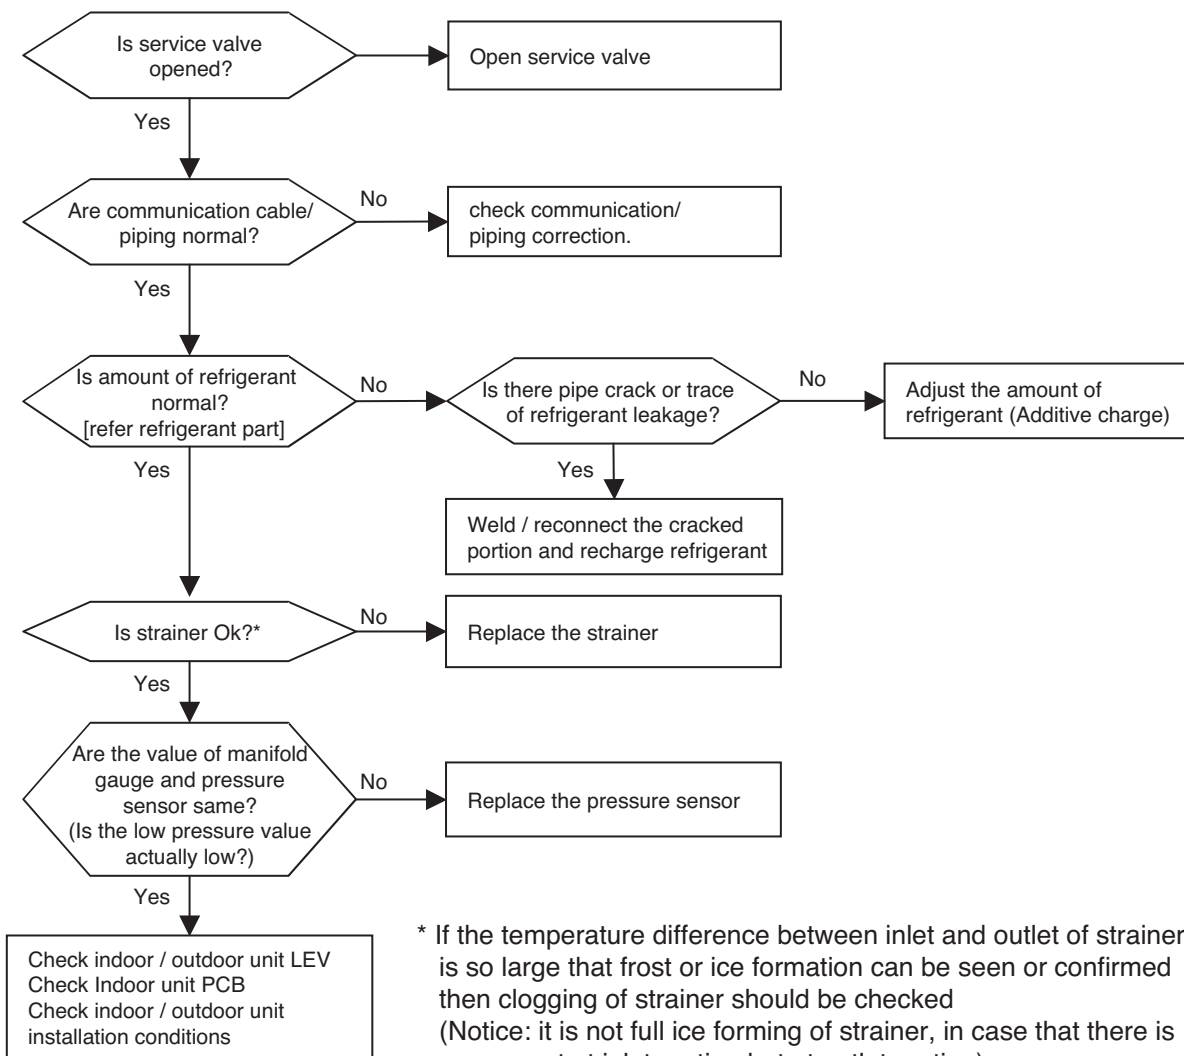 Is service valve
opened?
Open service valve
Yes
Are communication cable/
piping normal?
No
check communication/
piping correction.
Yes
Is amount of refrigerant
normal?
[refer refrigerant part]
No
Is there pipe crack or trace
of refrigerant leakage?
No
Adjust the amount of
refrigerant (Additive charge)
Yes
Yes
Weld / reconnect the cracked
portion and recharge refrigerant
Is strainer Ok?*
No
Replace the strainer
Yes
Are the value of manifold
gauge and pressure
sensor same?
(Is the low pressure value
actually low?)
No
Replace the pressure sensor
Yes
Check indoor / outdoor unit LEV
Check Indoor unit PCB
Check indoor / outdoor unit
installation conditions
* If the temperature difference between inlet and outlet of strainer
is so large that frost or ice formation can be seen or confirmed
then clogging of strainer should be checked
(Notice: it is not full ice forming of strainer, in case that there is